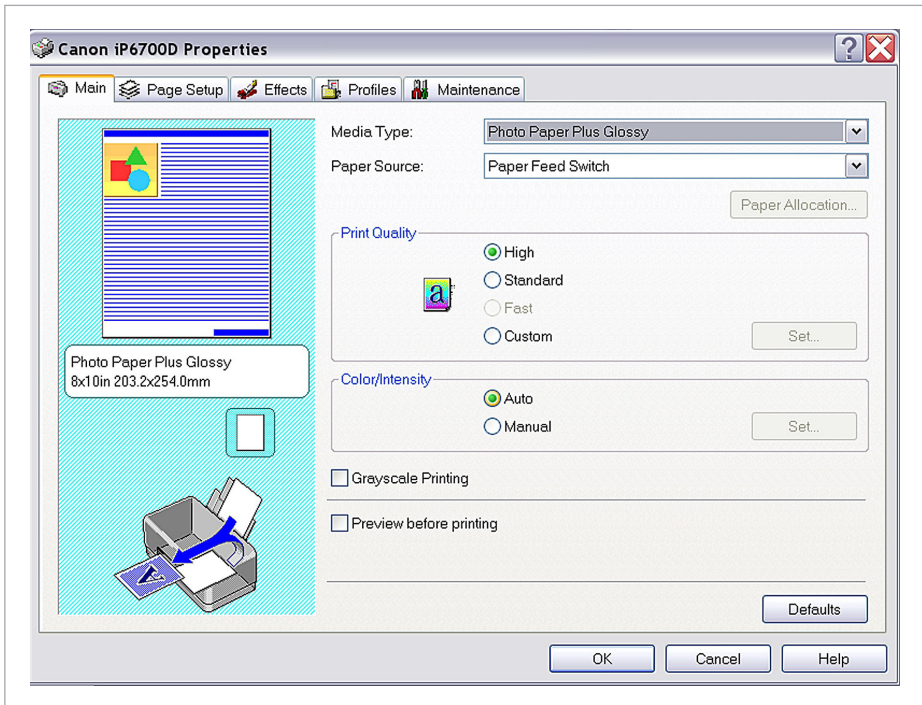 Canon iP6700D Properties
Main Page Setup Effects Profiles Maintenance
Media Type: Photo Paper Plus Glossy
Paper Source: Paper Feed Switch
Paper Allocation...
Print Quality
High
Standard
Fast
Custom Set...
Photo Paper Plus Glossy
8x10in 203.2x254.0mm
Color/Intensity
Auto
Manual Set...
Grayscale Printing
Preview before printing
Defaults
OK Cancel Help